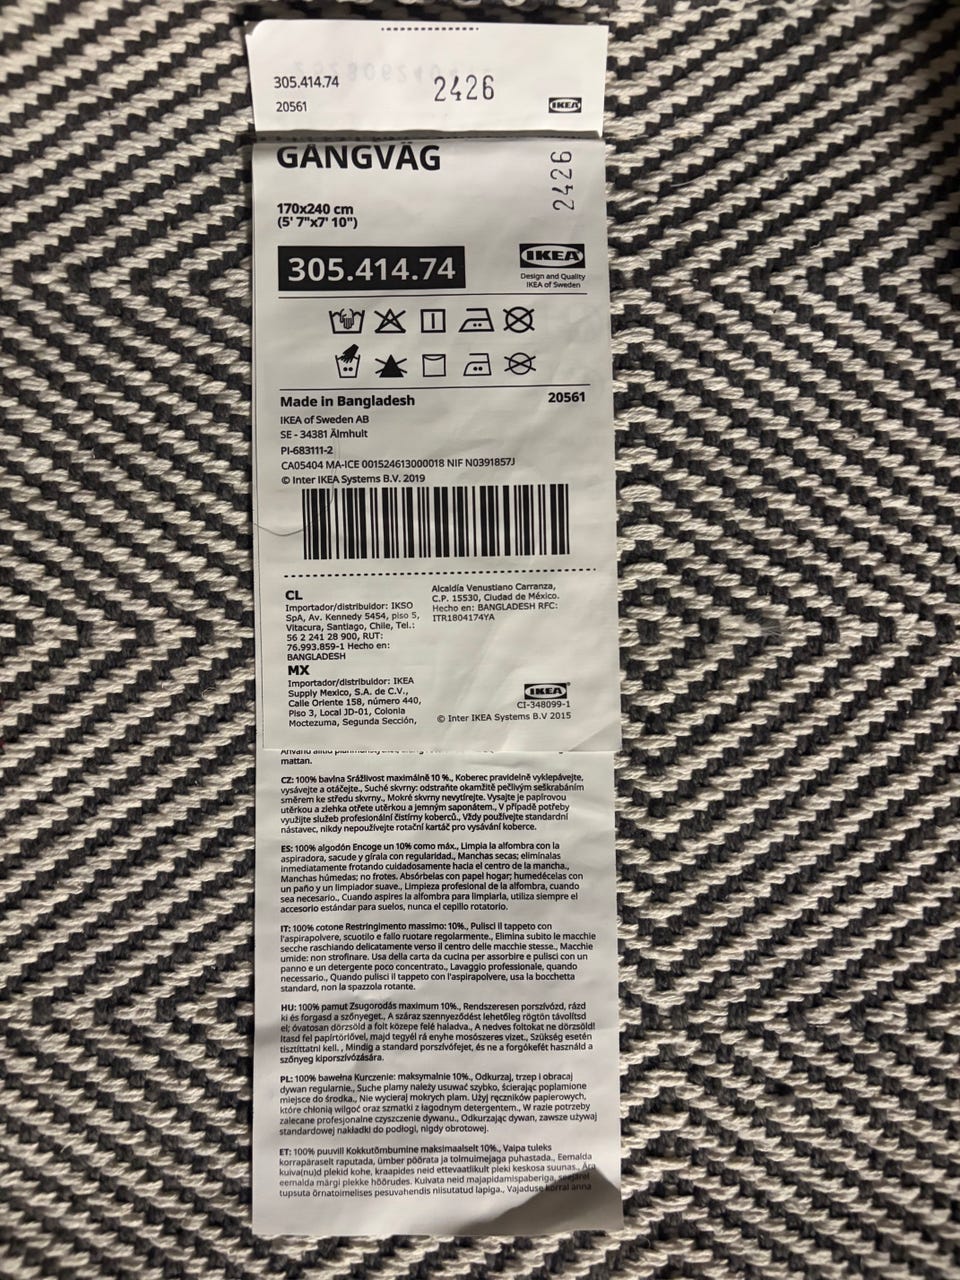 305.414.74
2426
20561
IKEA
GÅNGVÄG
2426
170x240 cm
(5' 7"x7' 10")
305.414.74
IKEA
Design and Quality
IKEA of Sweden
Made in Bangladesh
20561
IKEA of Sweden AB
SE - 34381 Älmhult
PI-683111-2
CA05404 MA-ICE 001524613000018 NIF N0391857J
© Inter IKEA Systems B.V. 2019
CL
Importador/distribuidor: IKSO
SpA, Av. Kennedy 5454, piso 5,
Vitacura, Santiago, Chile, Tel.:
56 2 241 28 900, RUT:
76.993.859-1 Hecho en:
BANGLADESH
MX
Importador/distribuidor: IKEA
Supply Mexico, S.A. de C.V.,
Calle Oriente 158, número 440,
Piso 3, Local JD-01, Colonia
Moctezuma, Segunda Sección,
Alcaldía Venustiano Carranza,
C.P. 15530, Ciudad de México.
Hecho en: BANGLADESH RFC:
ITR1804174YA
IKEA
CI-348099-1
© Inter IKEA Systems B.V 2015
mattan.
CZ: 100% bavlna Srážlivost maximálně 10 %., Koberec pravidelně vyklepávejte,
vysávejte a otáčejte., Suché skvrny: odstraňte okamžitě pečlivým seškrabáním
směrem ke středu skvrny., Mokré skvrny nevytírejte. Vysajte je papírovou
utěrkou a zlehka otřete utěrkou a jemným saponátem., V případě potřeby
využijte služeb profesionální čistírny koberců., Vždy používejte standardní
nástavec, nikdy nepoužívejte rotační kartáč pro vysávání koberce.
ES: 100% algodón Encoge un 10% como máx., Limpia la alfombra con la
aspiradora, sacude y gírala con regularidad., Manchas secas; elimínalas
inmediatamente frotando cuidadosamente hacia el centro de la mancha.,
Manchas húmedas; no frotes. Absórbelas con papel hogar; humedécelas con
un paño y un limpiador suave., Limpieza profesional de la alfombra, cuando
sea necesario., Cuando aspires la alfombra para limpiarla, utiliza siempre el
accesorio estándar para suelos, nunca el cepillo rotatorio.
IT: 100% cotone Restringimento massimo: 10%., Pulisci il tappeto con
l'aspirapolvere, scuotilo e fallo ruotare regolarmente., Elimina subito le macchie
secche raschiando delicatamente verso il centro delle macchie stesse., Macchie
umide: non strofinare. Usa della carta da cucina per assorbire e pulisci con un
panno e un detergente poco concentrato., Lavaggio professionale, quando
necessario., Quando pulisci il tappeto con l'aspirapolvere, usa la bocchetta
standard, non la spazzola rotante.
HU: 100% pamut Zsugorodás maximum 10%., Rendszeresen porszívózd, rázd
ki és forgasd a szőnyeget., A száraz szennyeződést lehetőleg rögtön távolítsd
el; óvatosan dörzsöld a folt közepe felé haladva., A nedves foltokat ne dörzsöld!
Itasd fel papírtörlővel, majd tegyél rá enyhe mosószeres vizet., Szükség esetén
tisztíttatni kell. , Mindig a standard porszívófejet, és ne a forgókefét használd a
szőnyeg kiporszívózására.
PL: 100% bawełna Kurczenie: maksymalnie 10%., Odkurzaj, trzep i obracaj
dywan regularnie., Suche plamy należy usuwać szybko, ścierając poplamione
miejsce do środka., Nie wycieraj mokrych plam. Użyj ręczników papierowych,
które chłonią wilgoć oraz szmatki z łagodnym detergentem., W razie potrzeby
zalecane profesjonalne czyszczenie dywanu., Odkurzając dywan, zawsze używaj
standardowej nakładki do podłogi, nigdy obrotowej.
ET: 100% puuvill Kokkutõmbumine maksimaalselt 10%., Vaipa tuleks
korrapäraselt raputada, ümber pöörata ja tolmuimejaga puhastada., Eemalda
kuiva(nu)d plekid kohe, kraapides neid ettevaatlikult pleki keskosa suunas., Ära
eemalda märgi plekke hõõrudes. Kuivata neid majapidamispaberiga, seejärel
tupsuta õrnatoimelises pesuvahendis niisutatud lapiga., Vajaduse korral anna